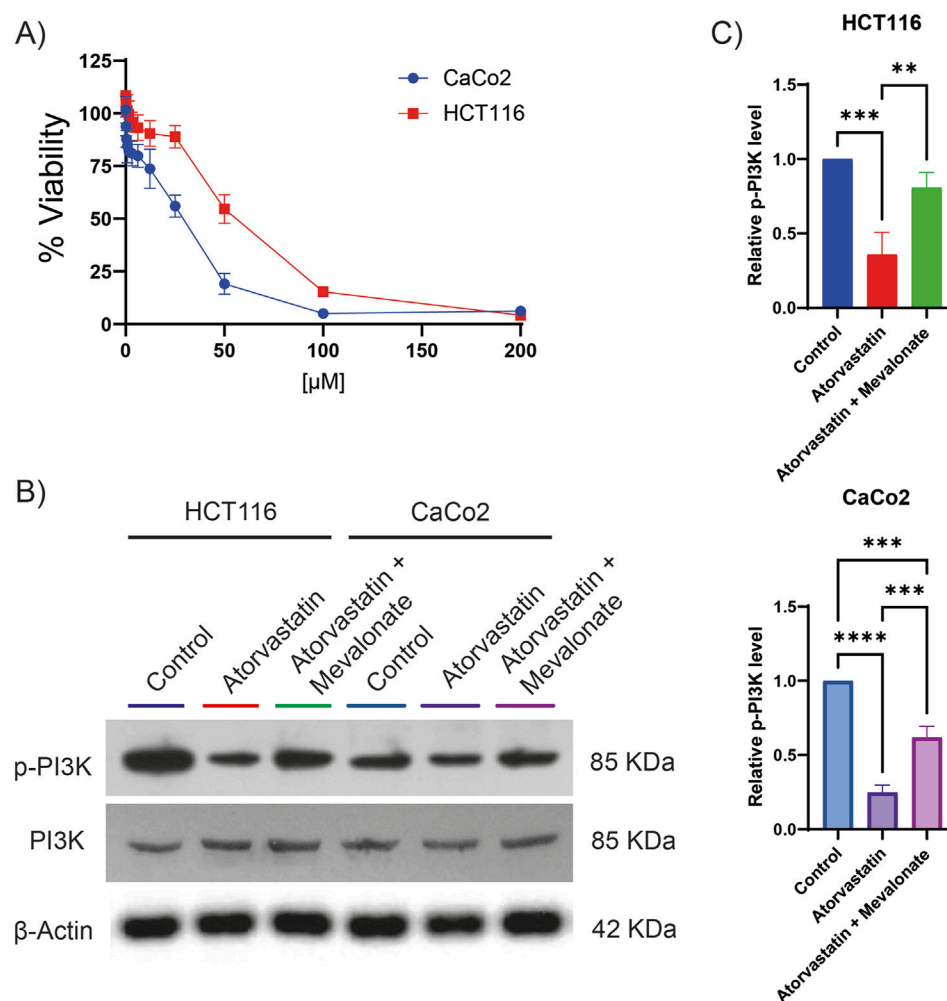 A)
125
100
75
50
25
0
% Viability
CaCo2
HCT116
0
50
100
150
200
[µM]
B)
HCT116
CaCo2
Control
Atorvastatin
Atorvastatin +
Mevalonate
Control
Atorvastatin
Atorvastatin +
Mevalonate
p-PI3K
85 KDa
PI3K
85 KDa
β-Actin
42 KDa
C)
HCT116
**
***
1.5
1.0
0.5
0.0
Relative p-PI3K level
Control
Atorvastatin
Atorvastatin + Mevalonate
CaCo2
***
***
****
1.5
1.0
0.5
0.0
Relative p-PI3K level
Control
Atorvastatin
Atorvastatin + Mevalonate